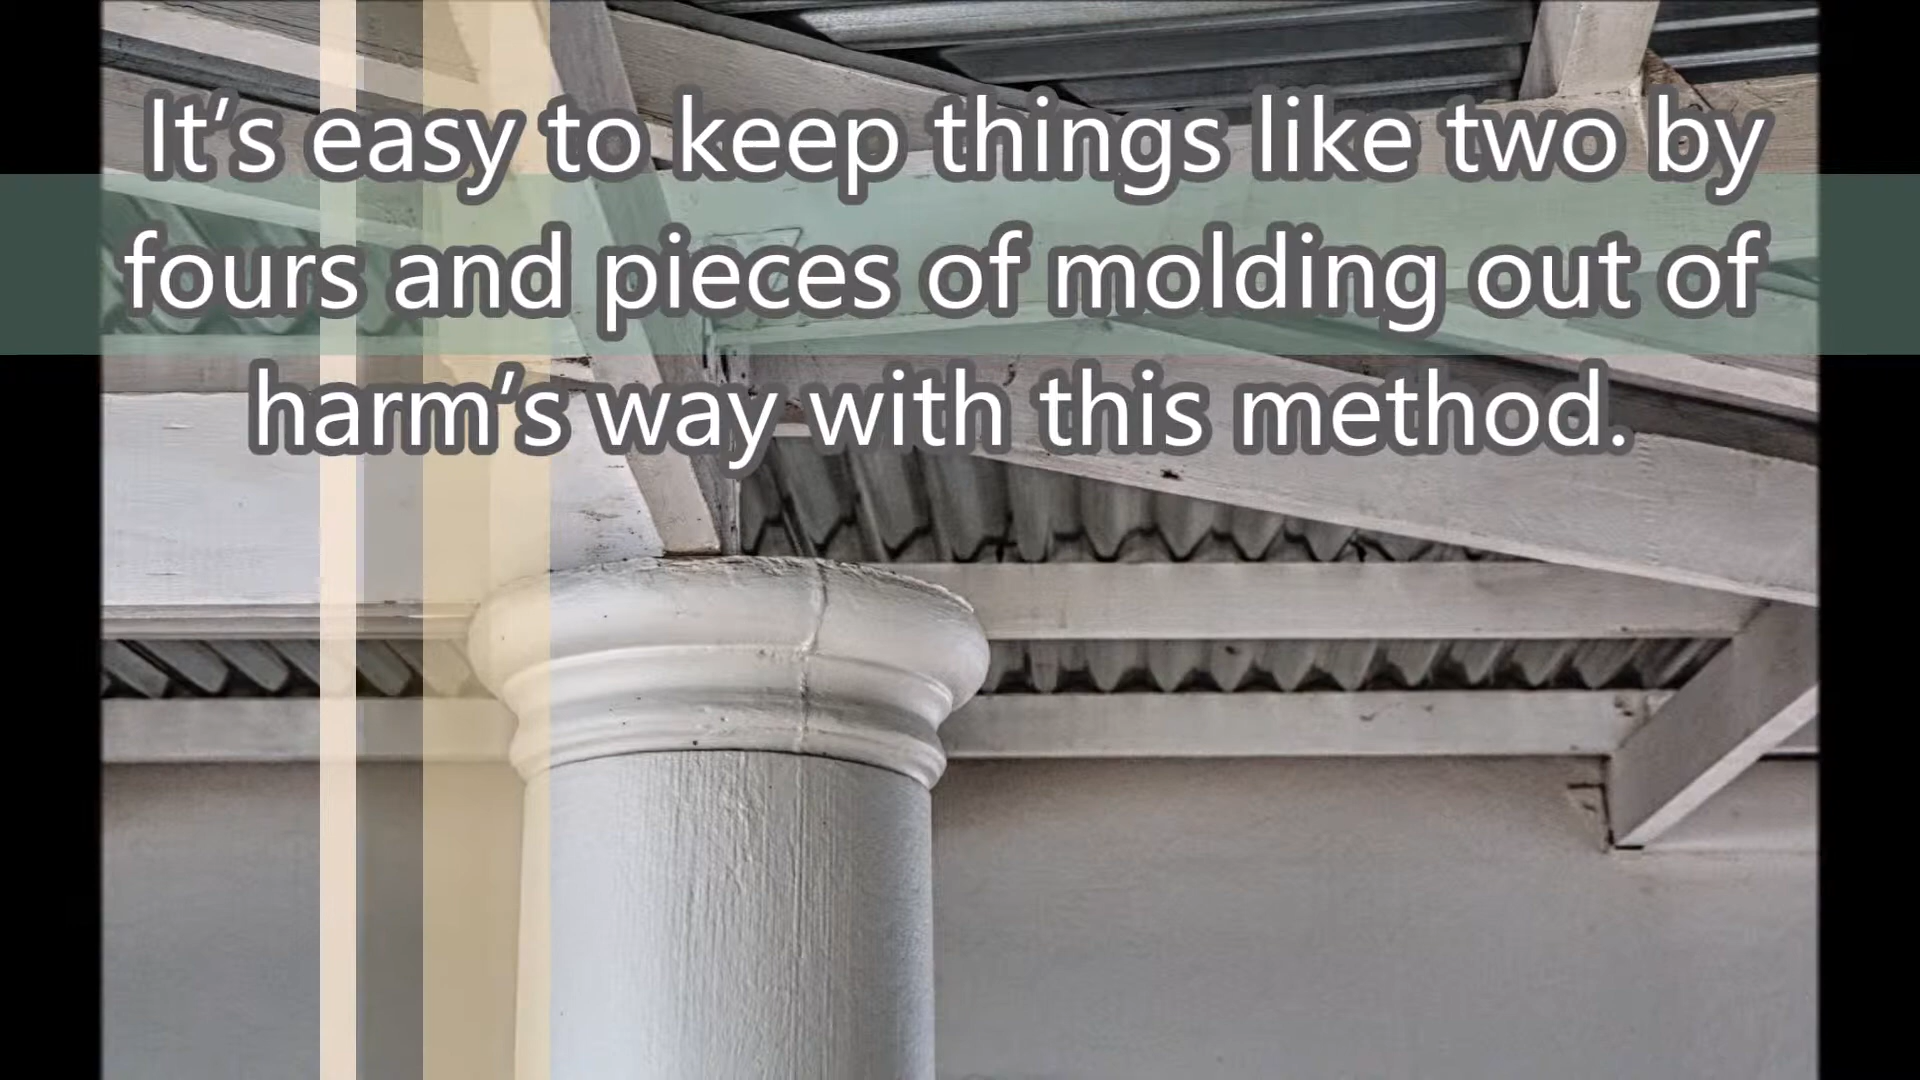 It’s easy to keep things like two by
fours and pieces of molding out of
harm’s way with this method.